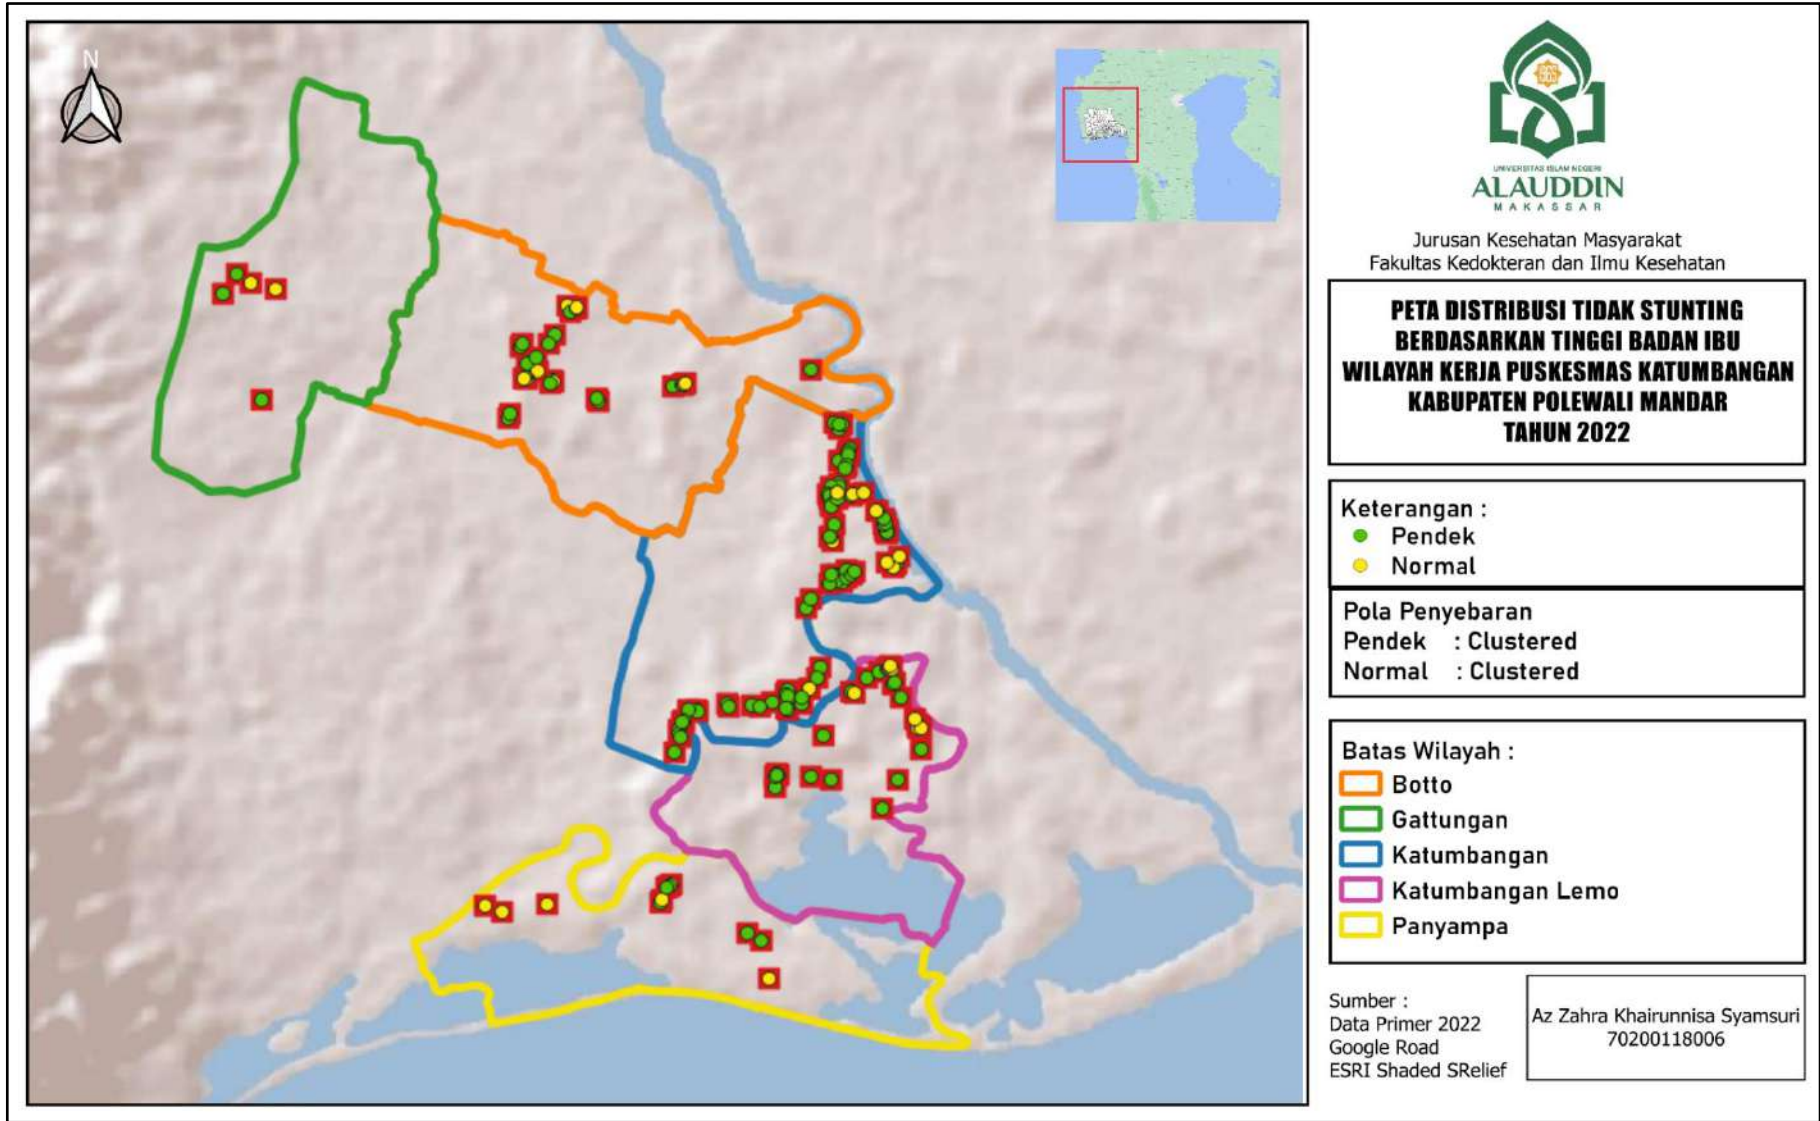 N
UNIVERSITAS ISLAM NEGERI
ALAUDDIN
MAKASSAR
Jurusan Kesehatan Masyarakat
Fakultas Kedokteran dan Ilmu Kesehatan
PETA DISTRIBUSI TIDAK STUNTING
BERDASARKAN TINGGI BADAN IBU
WILAYAH KERJA PUSKESMAS KATUMBANGAN
KABUPATEN POLEWALI MANDAR
TAHUN 2022
Keterangan :
Pendek
Normal
Pola Penyebaran
Pendek : Clustered
Normal : Clustered
Batas Wilayah :
Botto
Gattungan
Katumbangan
Katumbangan Lemo
Panyampa
Sumber :
Data Primer 2022
Google Road
ESRI Shaded SRelief
Az Zahra Khairunnisa Syamsuri
70200118006